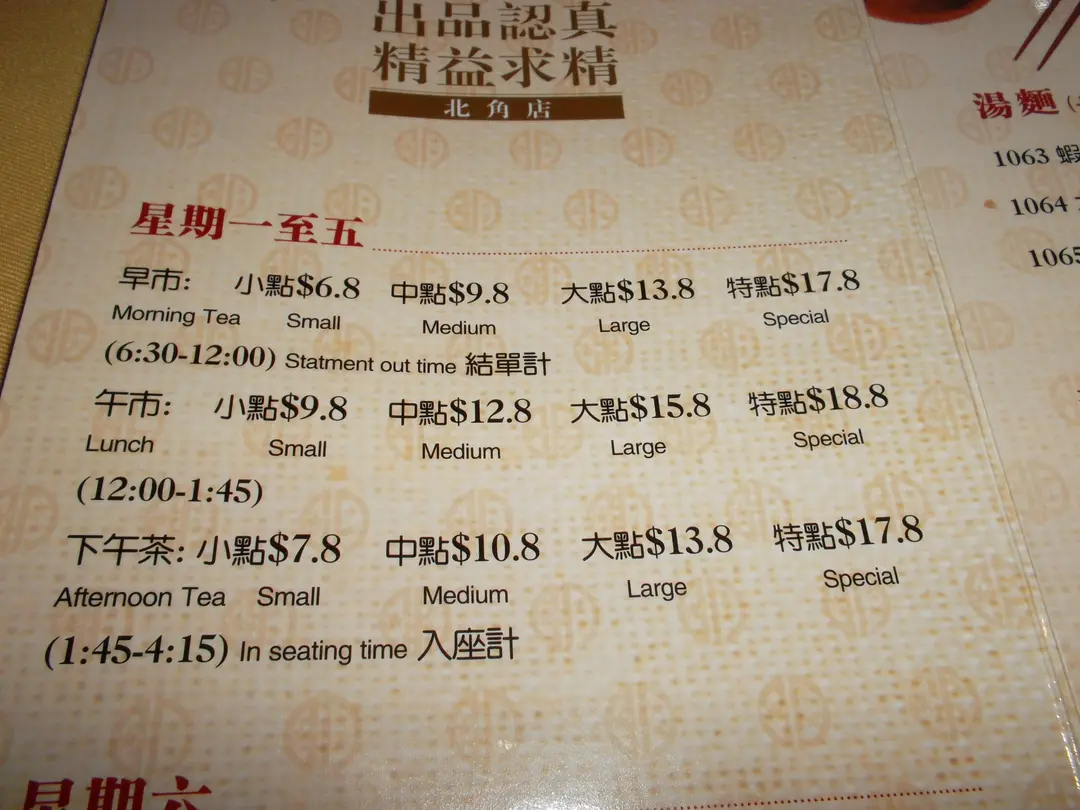 出品認真
精益求精
北角店
星期一至五
早市: 小點$6.8 中點$9.8 大點$13.8 特點$17.8
Morning Tea Small Medium Large Special
(6:30-12:00) Statment out time 結單計
午市: 小點$9.8 中點$12.8 大點$15.8 特點$18.8
Lunch Small Medium Large Special
(12:00-1:45)
下午茶: 小點$7.8 中點$10.8 大點$13.8 特點$17.8
Afternoon Tea Small Medium Large Special
(1:45-4:15) In seating time 入座計
星期六
湯麵
1063 蝦
1064
1065